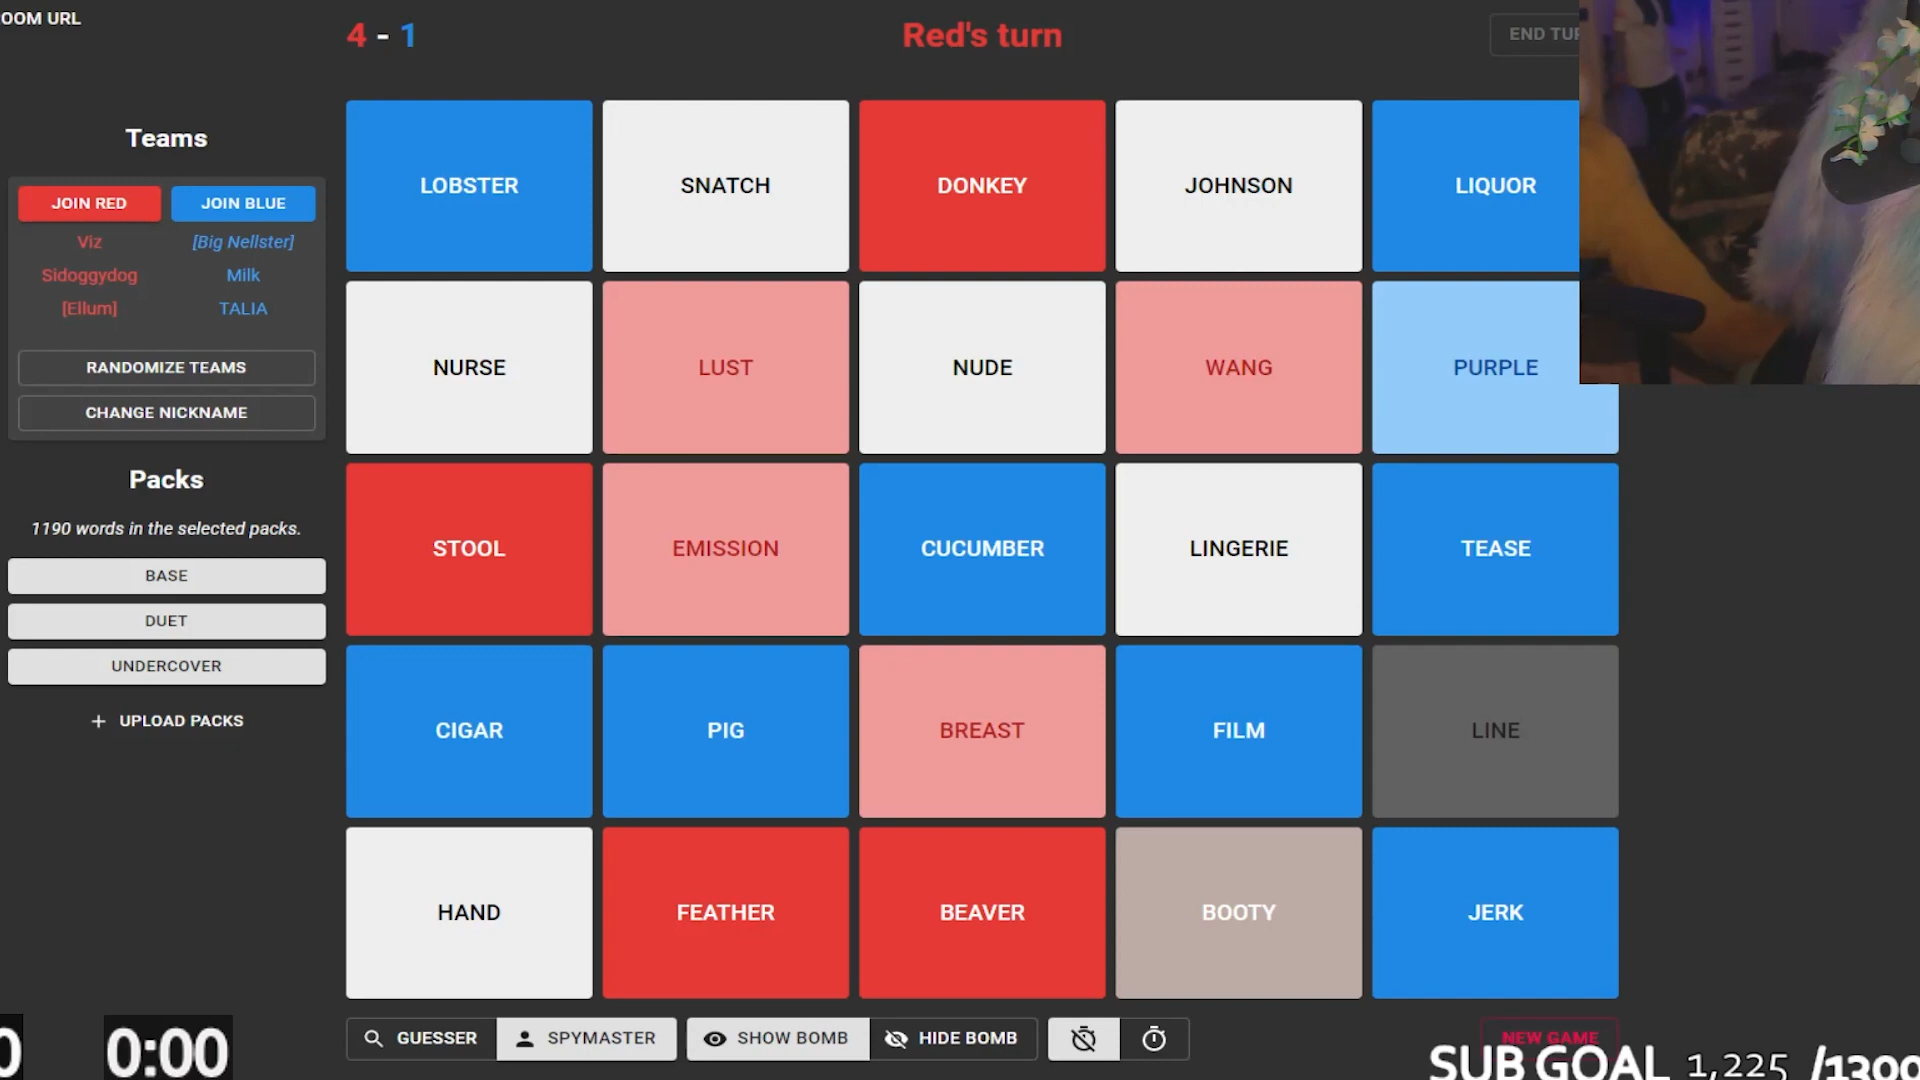 OOM URL
4 - 1
Red's turn
END TUR
Teams
JOIN RED
JOIN BLUE
Viz
[Big Nellster]
Sidoggydog
Milk
[Ellum]
TALIA
RANDOMIZE TEAMS
CHANGE NICKNAME
Packs
1190 words in the selected packs.
BASE
DUET
UNDERCOVER
+ UPLOAD PACKS
LOBSTER
SNATCH
DONKEY
JOHNSON
LIQUOR
NURSE
LUST
NUDE
WANG
PURPLE
STOOL
EMISSION
CUCUMBER
LINGERIE
TEASE
CIGAR
PIG
BREAST
FILM
LINE
HAND
FEATHER
BEAVER
BOOTY
JERK
0
0:00
GUESSER
SPYMASTER
SHOW BOMB
HIDE BOMB
NEW GAME
SUB GOAL 1,225 /1300